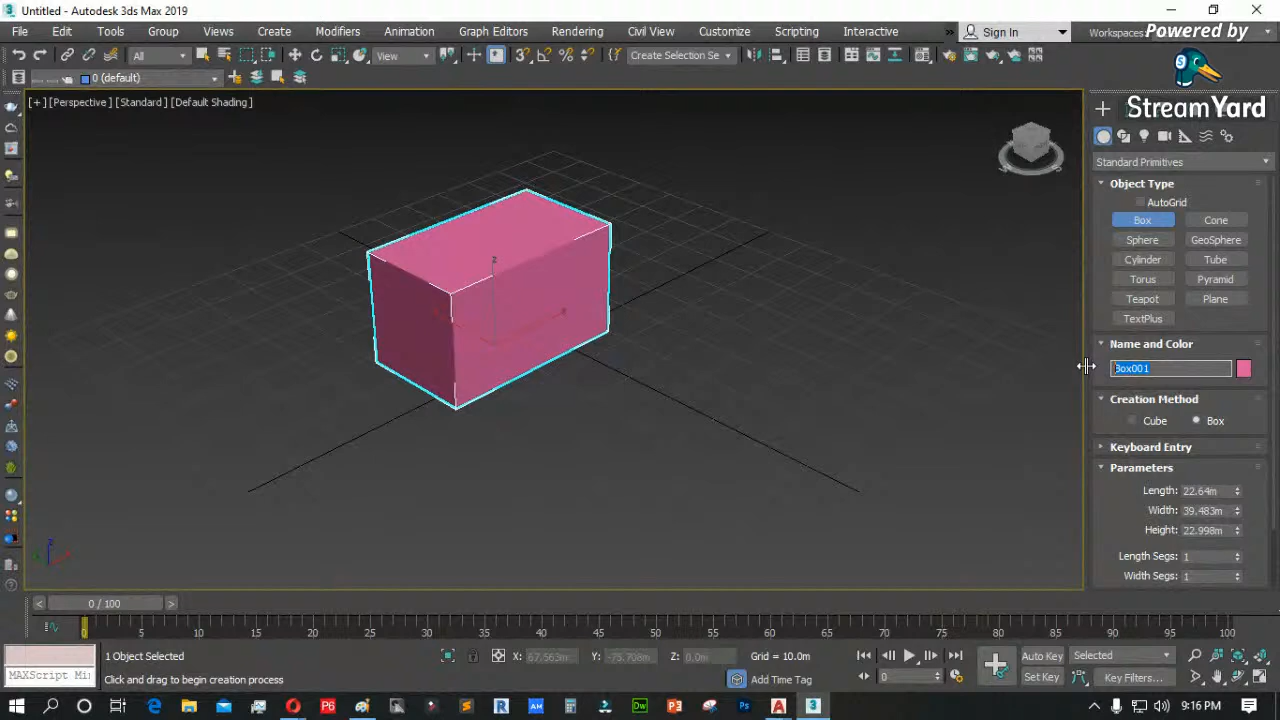 Untitled - Autodesk 3ds Max 2019
File Edit Tools Group Views Create Modifiers Animation Graph Editors Rendering Civil View Customize Scripting Interactive » Sign In Workspaces:
Powered by
All View Create Selection Se
0 (default)
StreamYard
[+] [Perspective] [Standard] [Default Shading]
Standard Primitives
Object Type
AutoGrid
Box Cone
Sphere GeoSphere
Cylinder Tube
Torus Pyramid
Teapot Plane
TextPlus
Name and Color
Box001
Creation Method
Cube Box
Keyboard Entry
Parameters
Length: 22.64m
Width: 39.483m
Height: 22.998m
Length Segs: 1
Width Segs: 1
z
z
< 0 / 100 >
0 5 10 15 20 25 30 35 40 45 50 55 60 65 70 75 80 85 90 95 100
1 Object Selected X: 67.563m Y: -75.708m Z: 0.0m Grid = 10.0m Auto Key Selected
MAXScript Mi Click and drag to begin creation process Add Time Tag 0 Set Key Key Filters...
9:16 PM